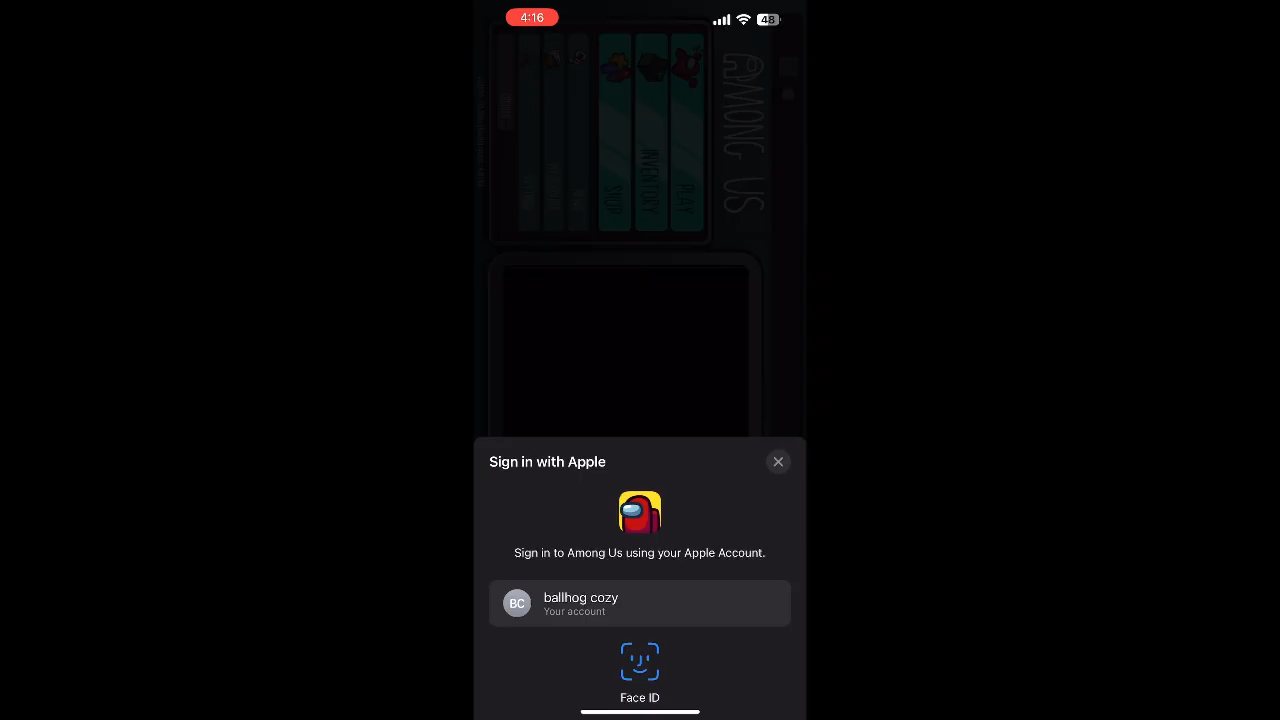 4:16
48
AMONG US
PLAY
INVENTORY
SHOP
Sign in with Apple
Sign in to Among Us using your Apple Account.
BC
ballhog cozy
Your account
Face ID